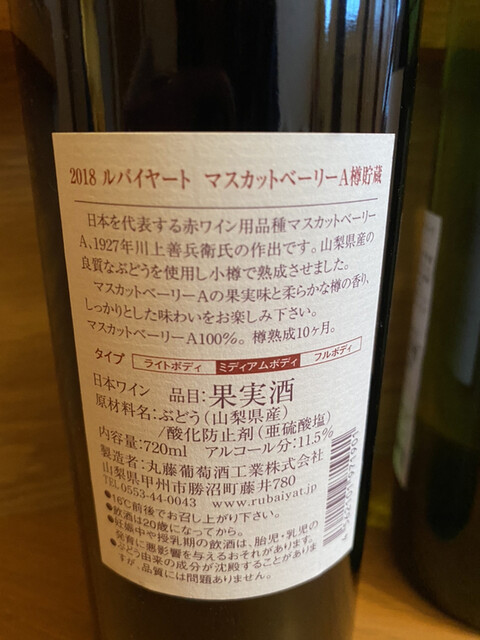 2018 ルバイヤート マスカットベーリーA樽貯蔵
日本を代表する赤ワイン用品種マスカットベーリー
A、1927年川上善兵衛氏の作出です。山梨県産の
良質なぶどうを使用し小樽で熟成させました。
マスカットベーリーAの果実味と柔らかな樽の香り、
しっかりとした味わいをお楽しみ下さい。
マスカットベーリーA100%。樽熟成10ヶ月。
タイプ ライトボディ ミディアムボディ フルボディ
日本ワイン 品目:果実酒
原材料名:ぶどう(山梨県産)
/酸化防止剤(亜硫酸塩)
内容量:720ml アルコール分:11.5%
製造者:丸藤葡萄酒工業株式会社
山梨県甲州市勝沼町藤井780
TEL.0553-44-0043 www.rubaiyat.jp
●16℃前後でお召し上がり下さい。
●飲酒は20歳になってから。
●妊娠中や授乳期の飲酒は、胎児・乳児の
発育に悪影響を与えるおそれがあります。
●ぶどう由来の成分が沈殿することがありま
すが、品質には問題ありません。